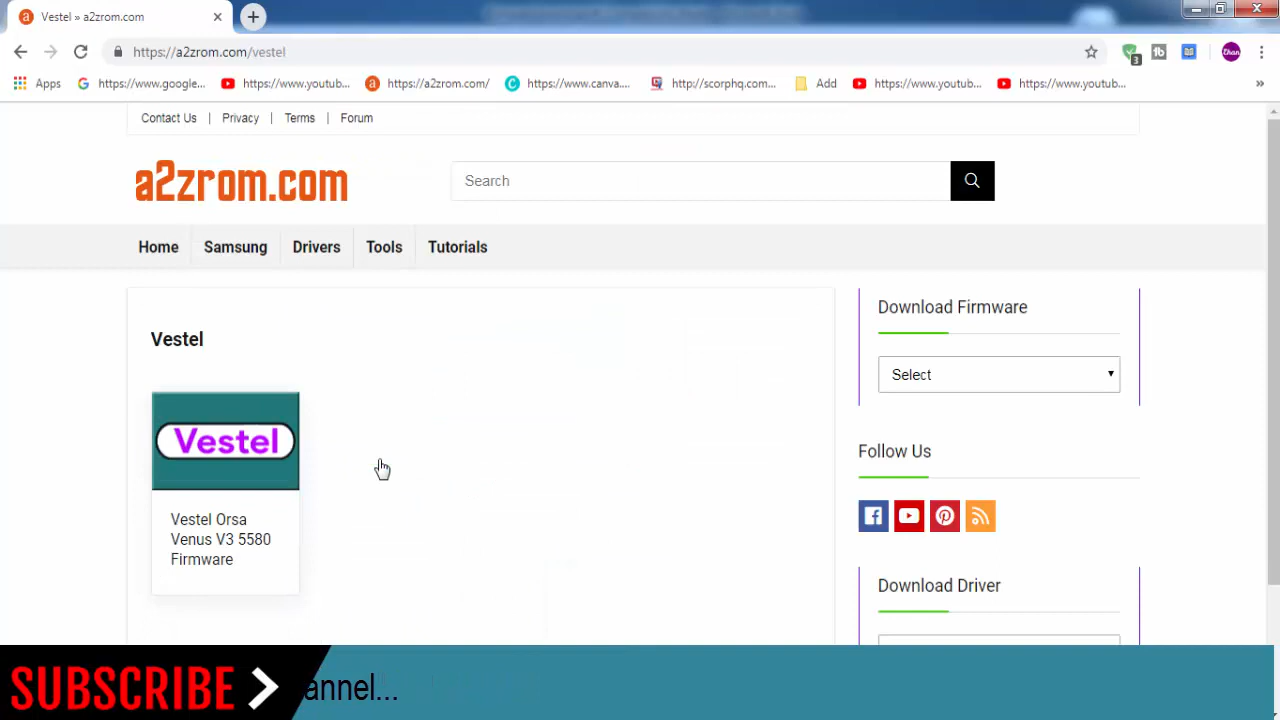 Vestel » a2zrom.com
https://a2zrom.com/vestel
3
Ehan
Apps https://www.google... https://www.youtub... https://a2zrom.com/ https://www.canva.... http://scorphq.com... Add https://www.youtub... https://www.youtub... »
Contact Us | Privacy | Terms | Forum
a2zrom.com
Search
Home Samsung Drivers Tools Tutorials
Vestel
Vestel
Vestel Orsa
Venus V3 5580
Firmware
Download Firmware
Select
Follow Us
Download Driver
SUBSCRIBE
annel...